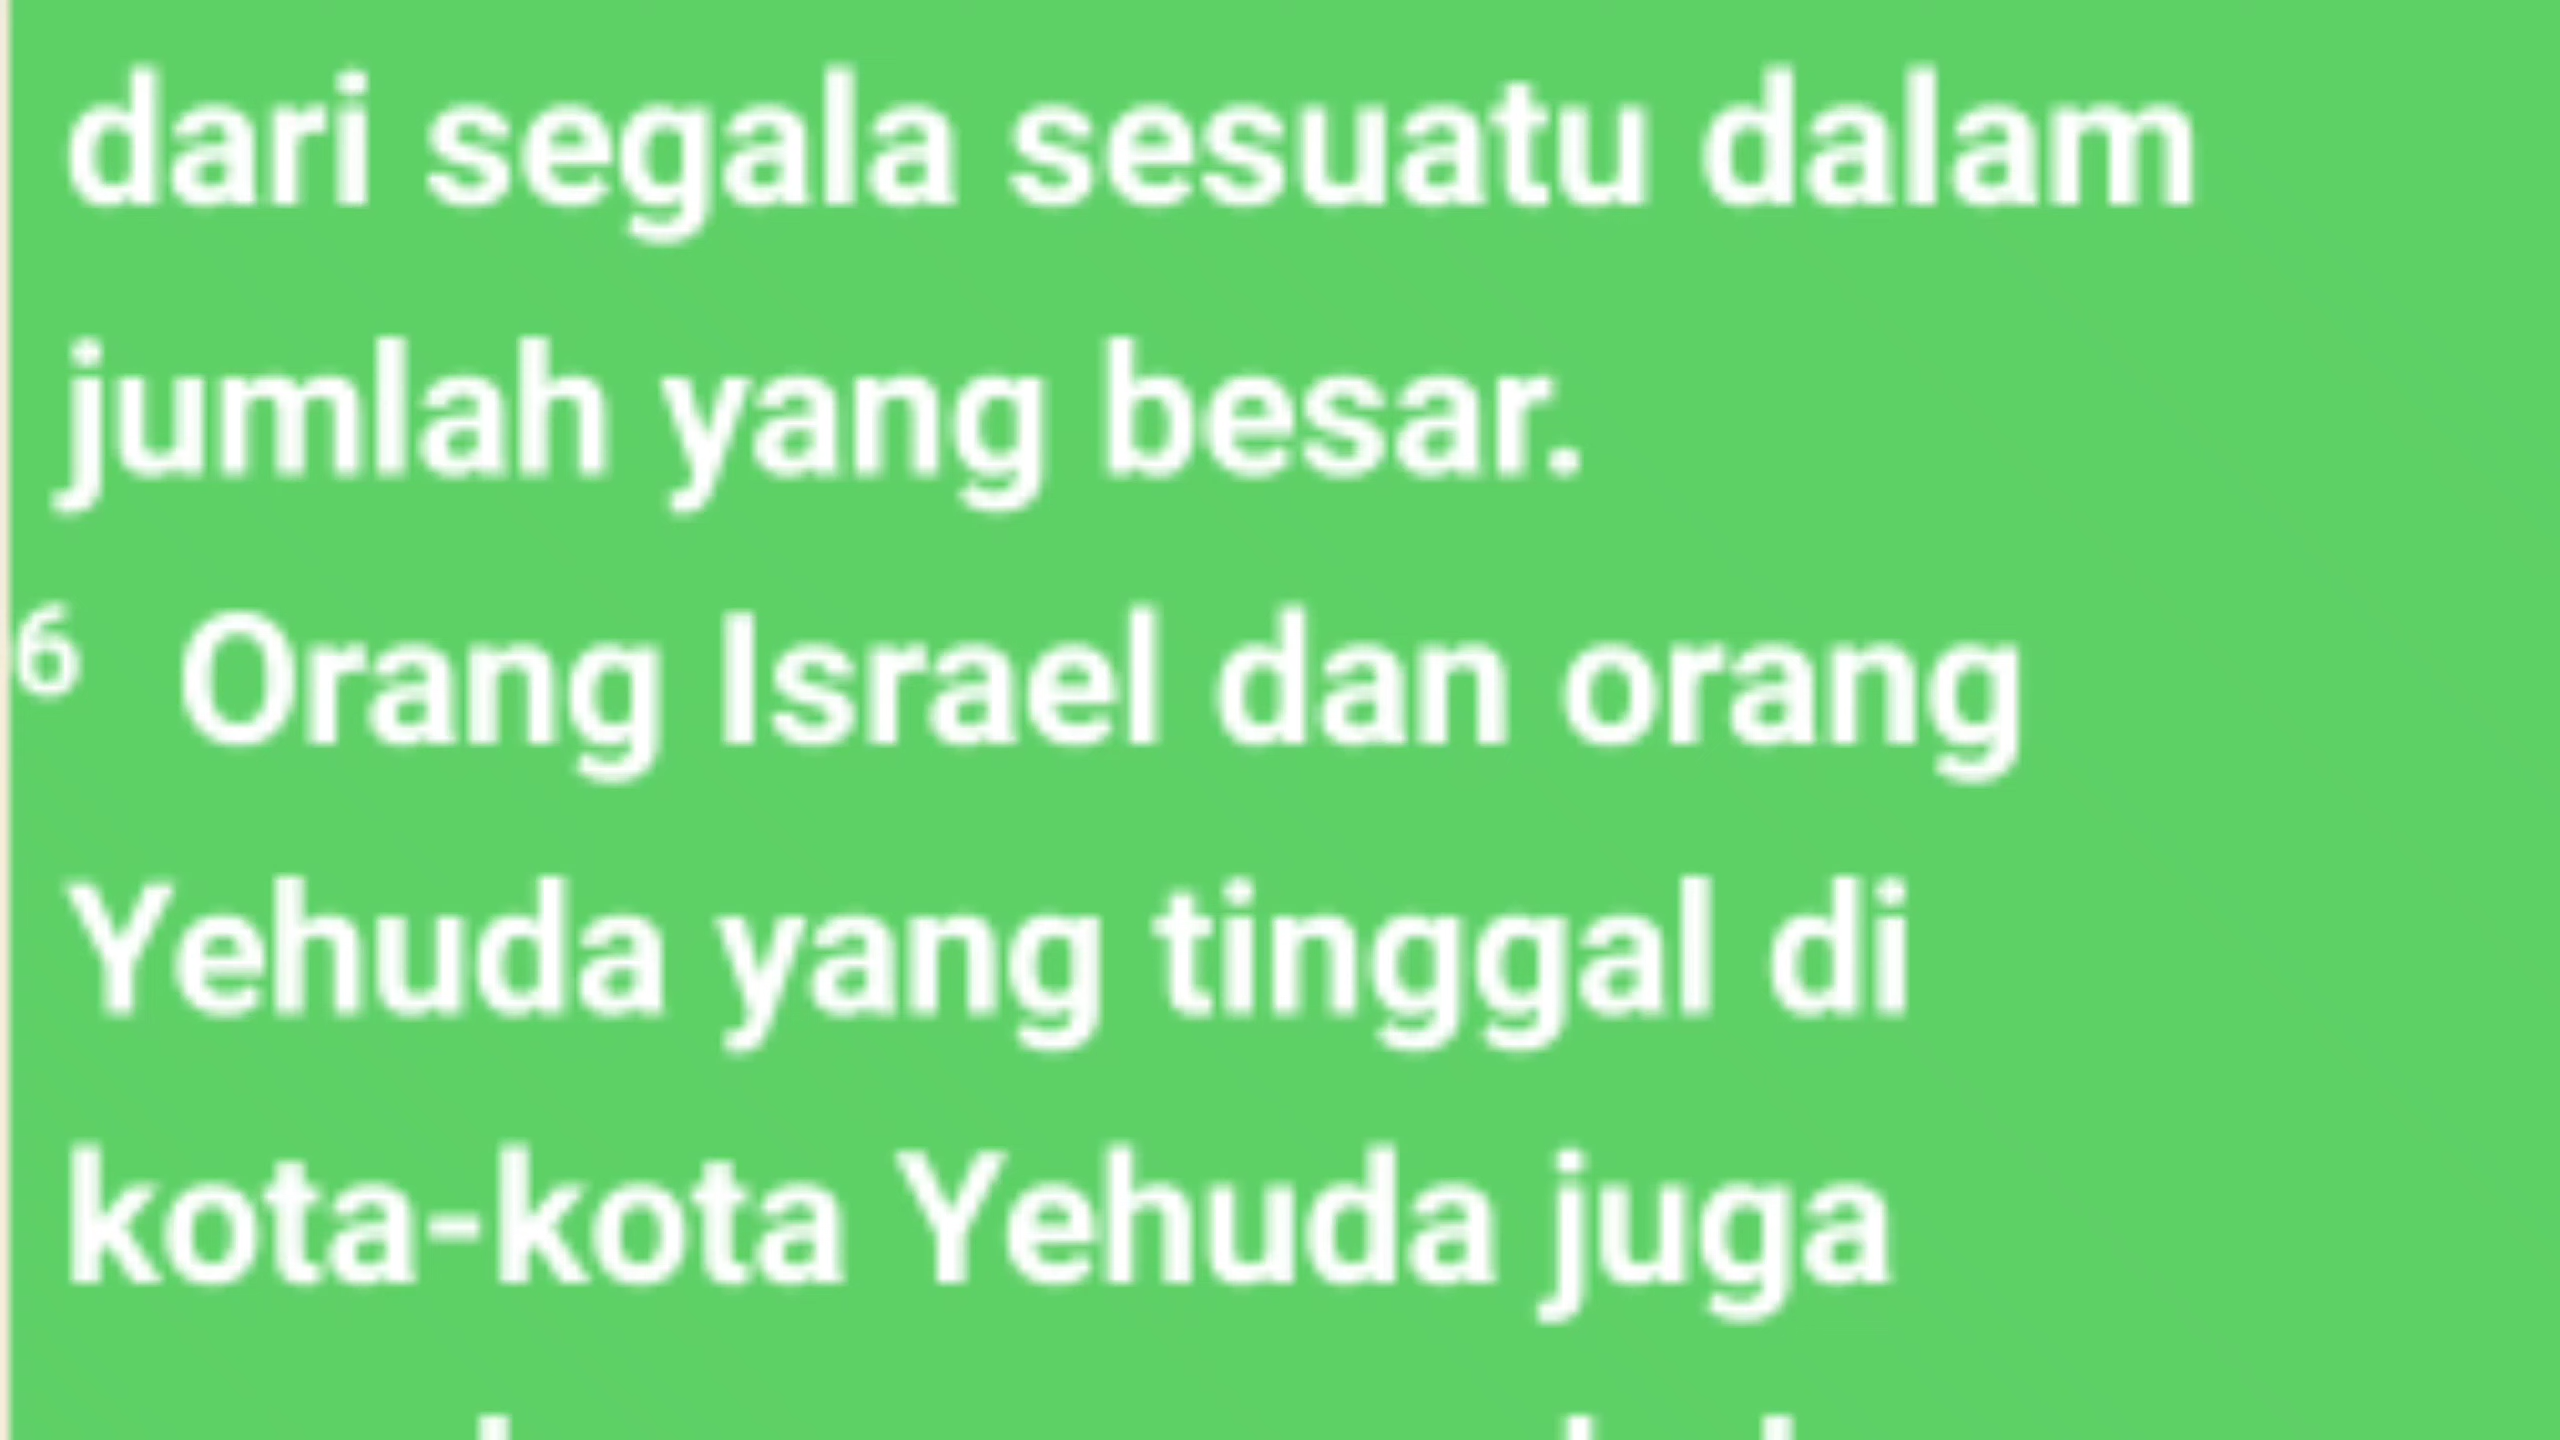 dari segala sesuatu dalam
jumlah yang besar.
6 Orang Israel dan orang
Yehuda yang tinggal di
kota-kota Yehuda juga